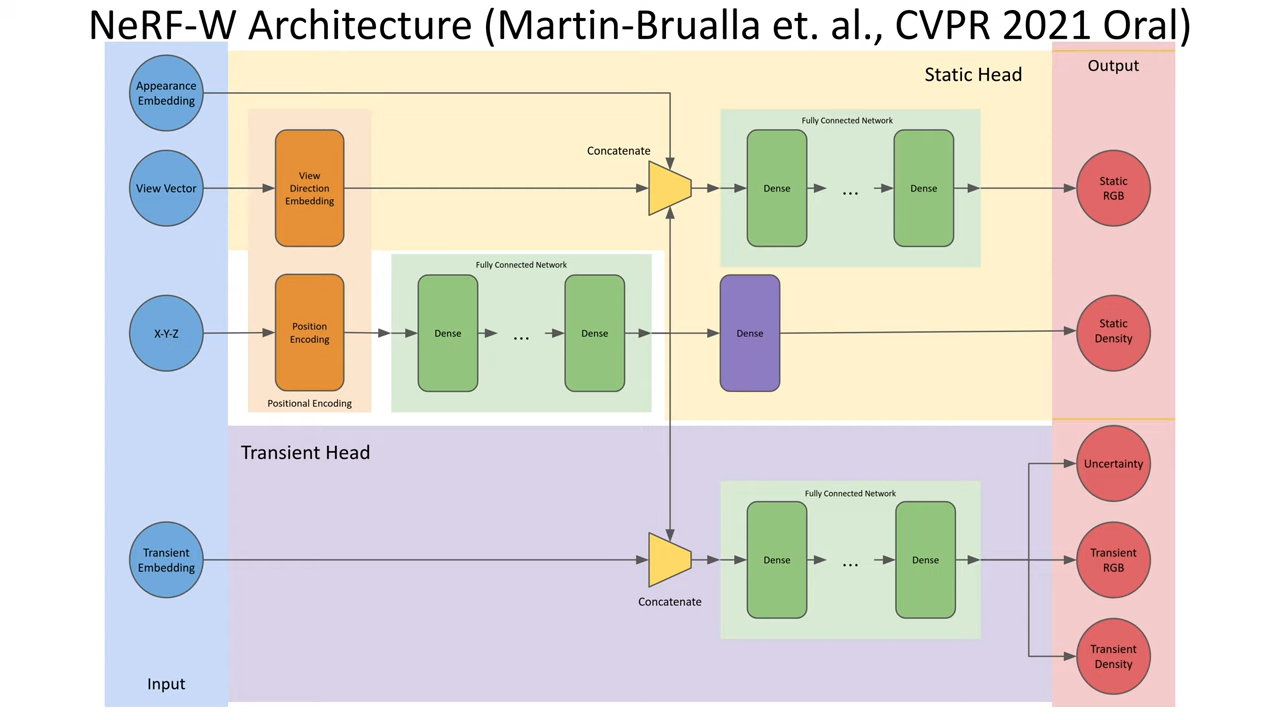 NeRF-W Architecture (Martin-Brualla et. al., CVPR 2021 Oral)
Appearance
Embedding
Static Head
Output
View Vector
View
Direction
Embedding
Concatenate
Fully Connected Network
Dense
...
Dense
Static
RGB
X-Y-Z
Position
Encoding
Positional Encoding
Fully Connected Network
Dense
...
Dense
Dense
Static
Density
Transient Head
Transient
Embedding
Concatenate
Fully Connected Network
Dense
...
Dense
Uncertainty
Transient
RGB
Transient
Density
Input